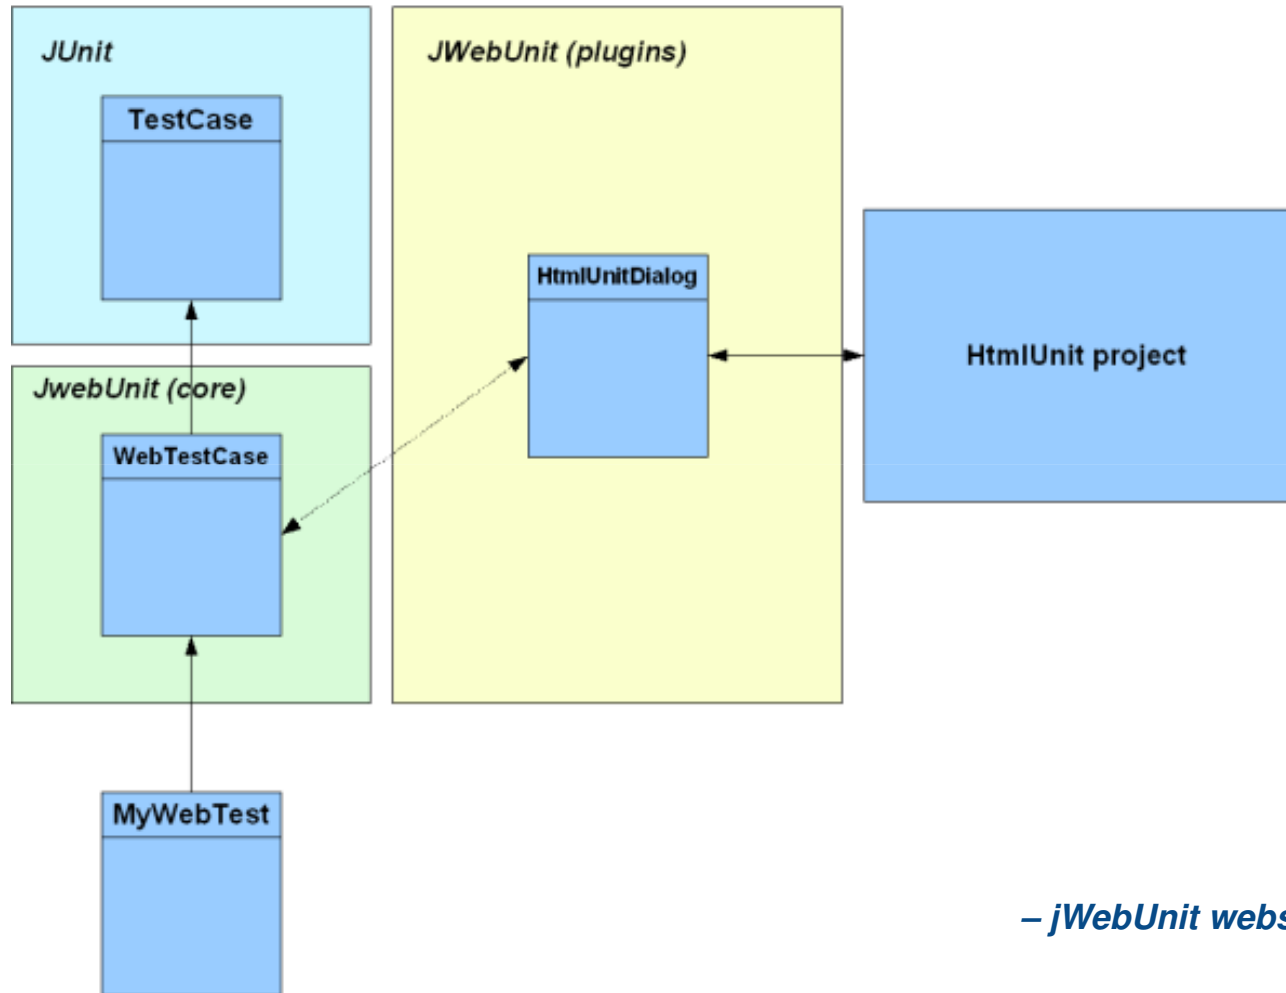 JUnit
JWebUnit (plugins)
TestCase
HtmlUnitDialog
HtmlUnit project
JwebUnit (core)
WebTestCase
MyWebTest
– jWebUnit webs